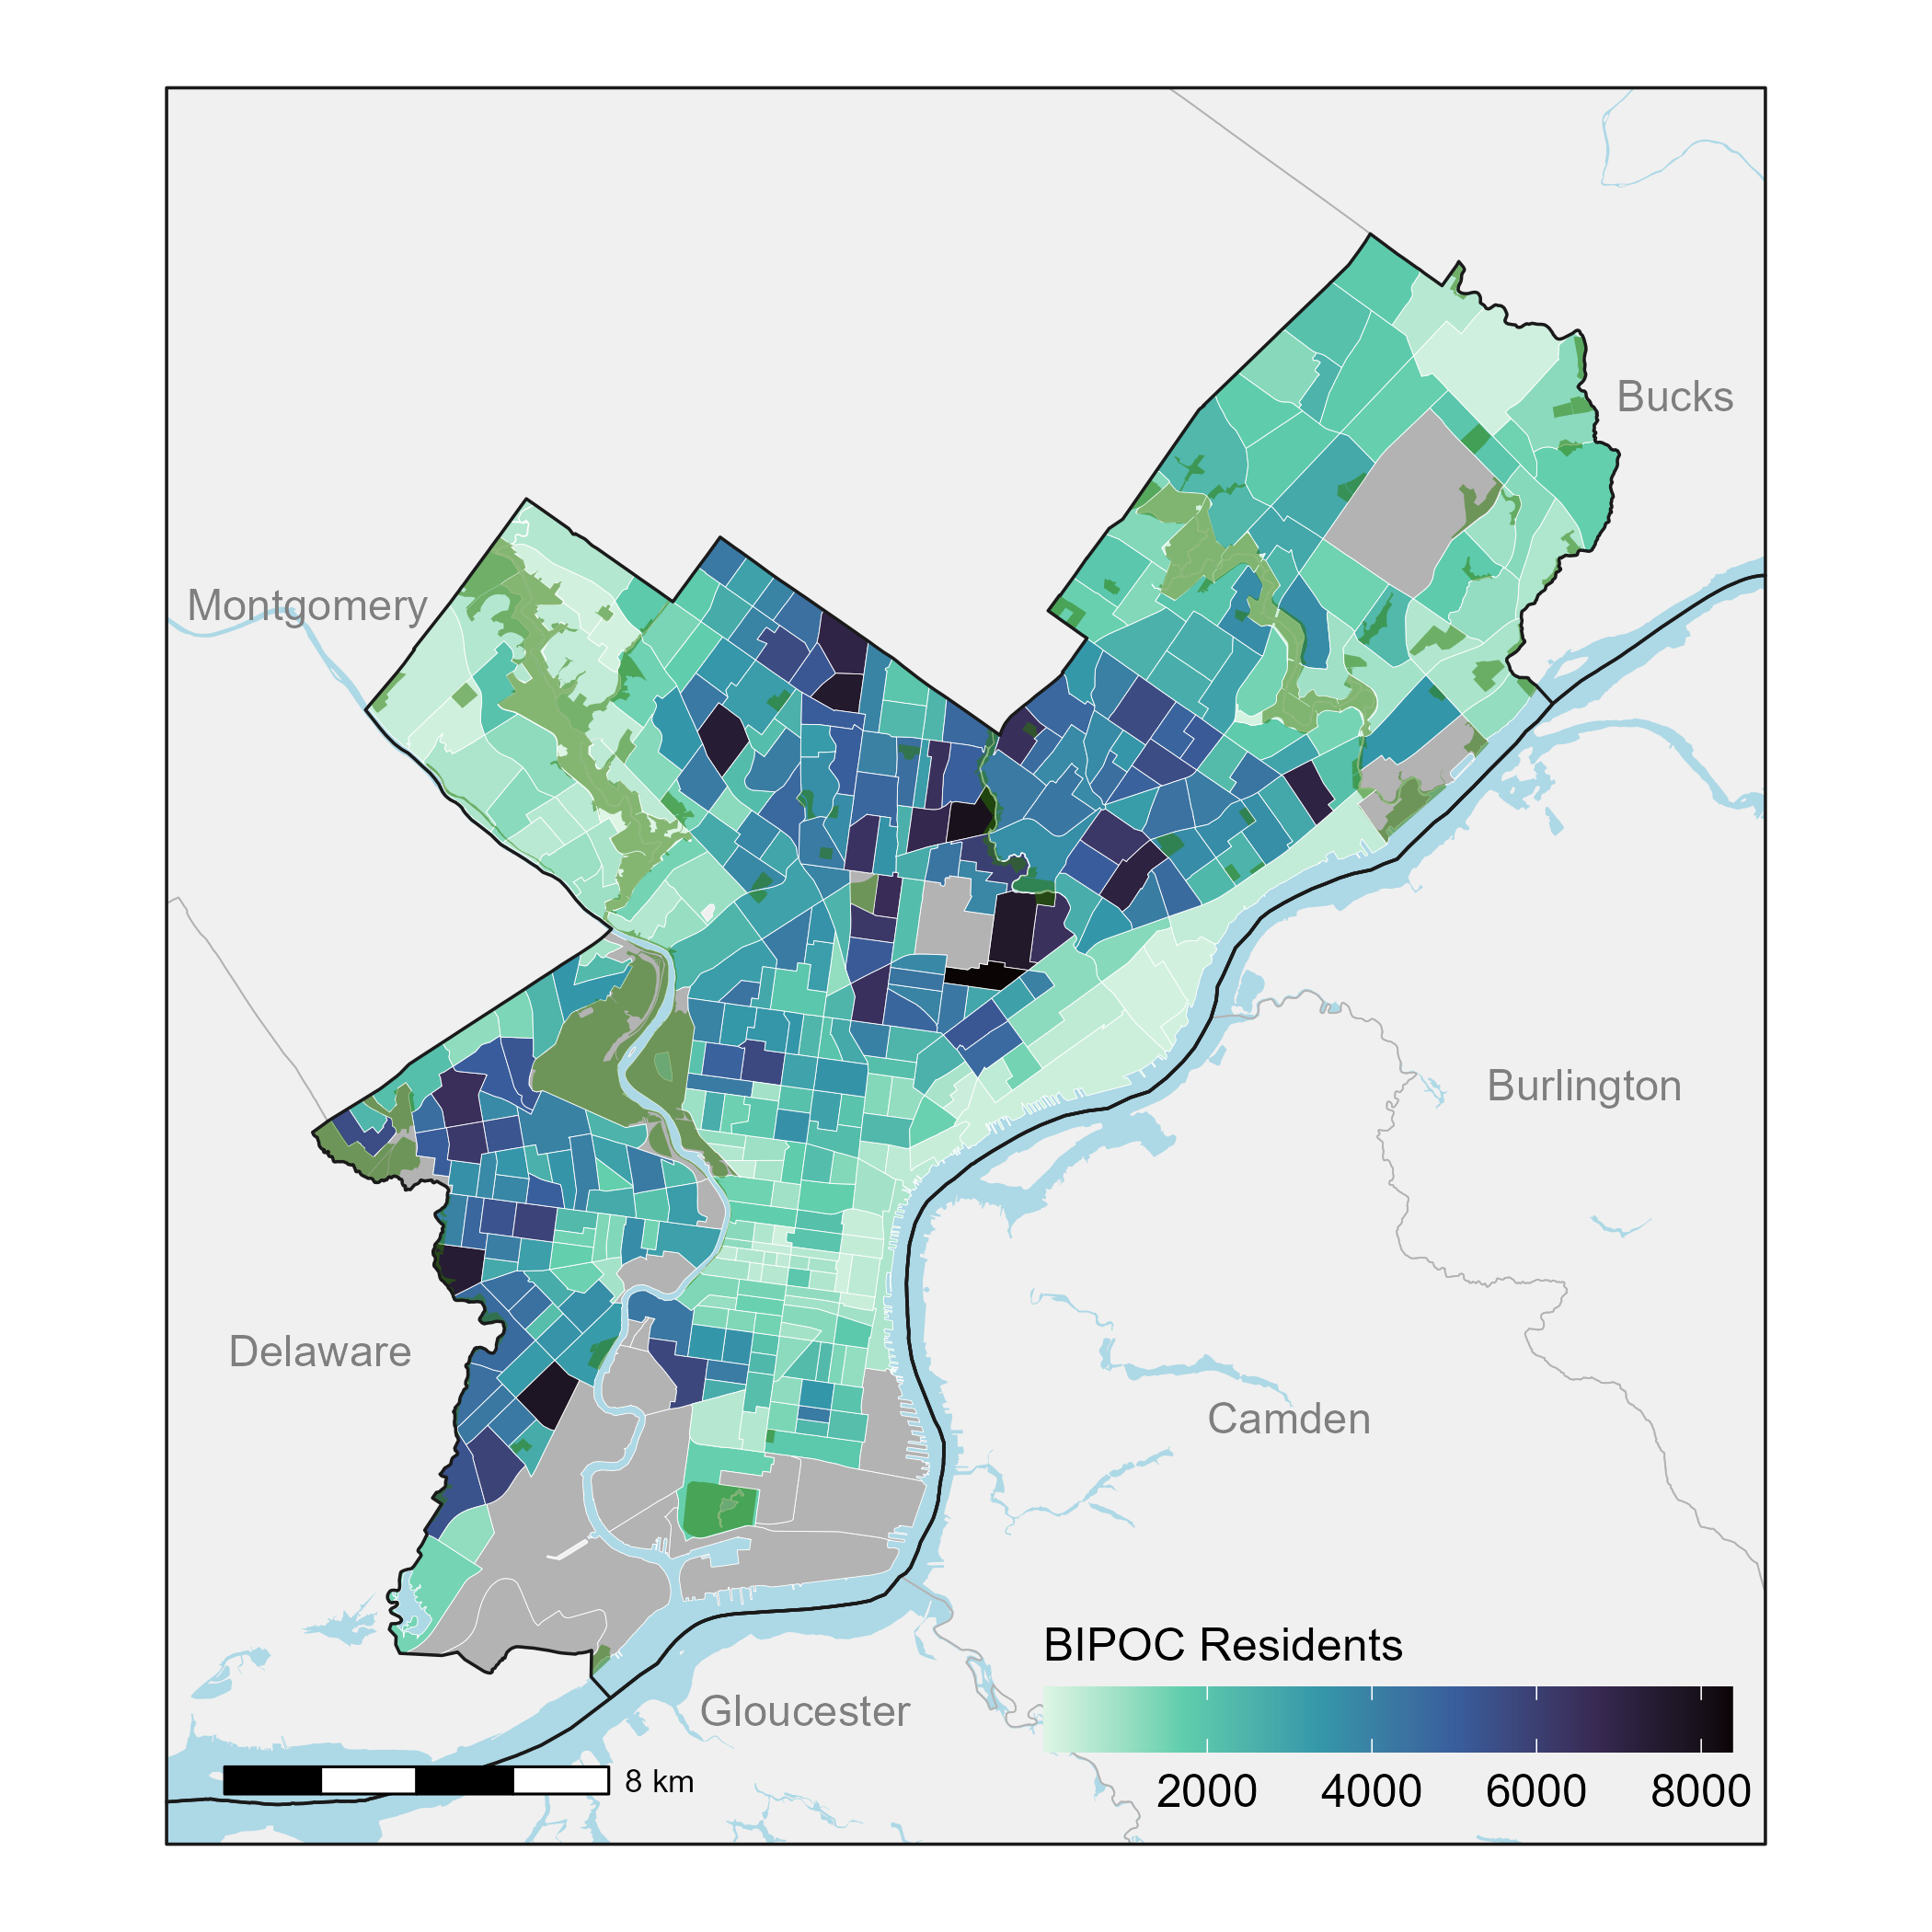 Bucks
Montgomery
Burlington
Delaware
Camden
BIPOC Residents
Gloucester
8 km
2000 4000 6000 8000